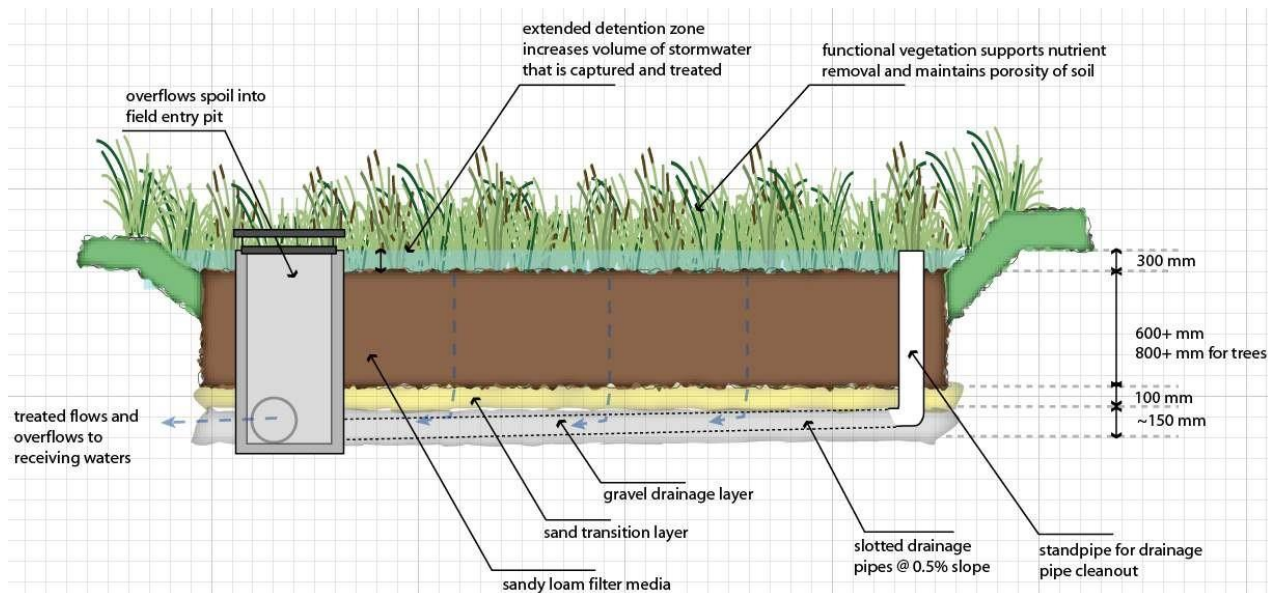 extended detention zone
increases volume of stormwater
that is captured and treated
functional vegetation supports nutrient
removal and maintains porosity of soil
overflows spoil into
field entry pit
300 mm
600+ mm
800+ mm for trees
100 mm
~150 mm
treated flows and
overflows to
receiving waters
gravel drainage layer
sand transition layer
sandy loam filter media
slotted drainage
pipes @ 0.5% slope
standpipe for drainage
pipe cleanout